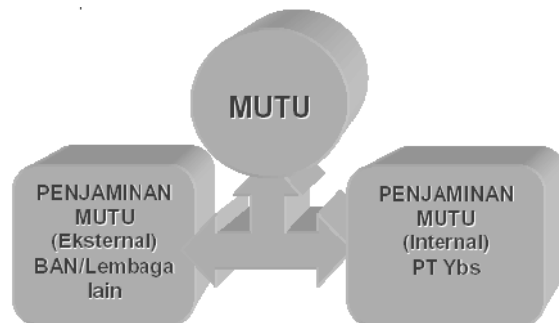 MUTU
PENJAMINAN
MUTU
(Eksternal)
BAN/Lembaga
lain
PENJAMINAN
MUTU
(Internal)
PT Ybs